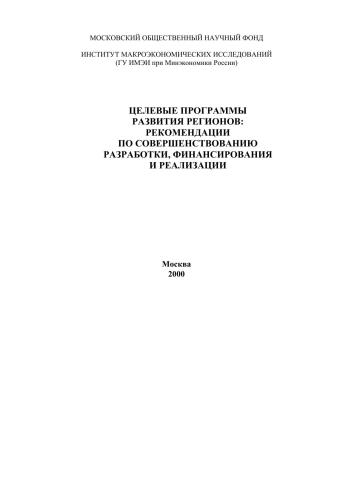 МОСКОВСКИЙ ОБЩЕСТВЕННЫЙ НАУЧНЫЙ ФОНД
ИНСТИТУТ МАКРОЭКОНОМИЧЕСКИХ ИССЛЕДОВАНИЙ
(ГУ ИМЭИ при Минэкономики России)
ЦЕЛЕВЫЕ ПРОГРАММЫ
РАЗВИТИЯ РЕГИОНОВ:
РЕКОМЕНДАЦИИ
ПО СОВЕРШЕНСТВОВАНИЮ
РАЗРАБОТКИ, ФИНАНСИРОВАНИЯ
И РЕАЛИЗАЦИИ
Москва
2000